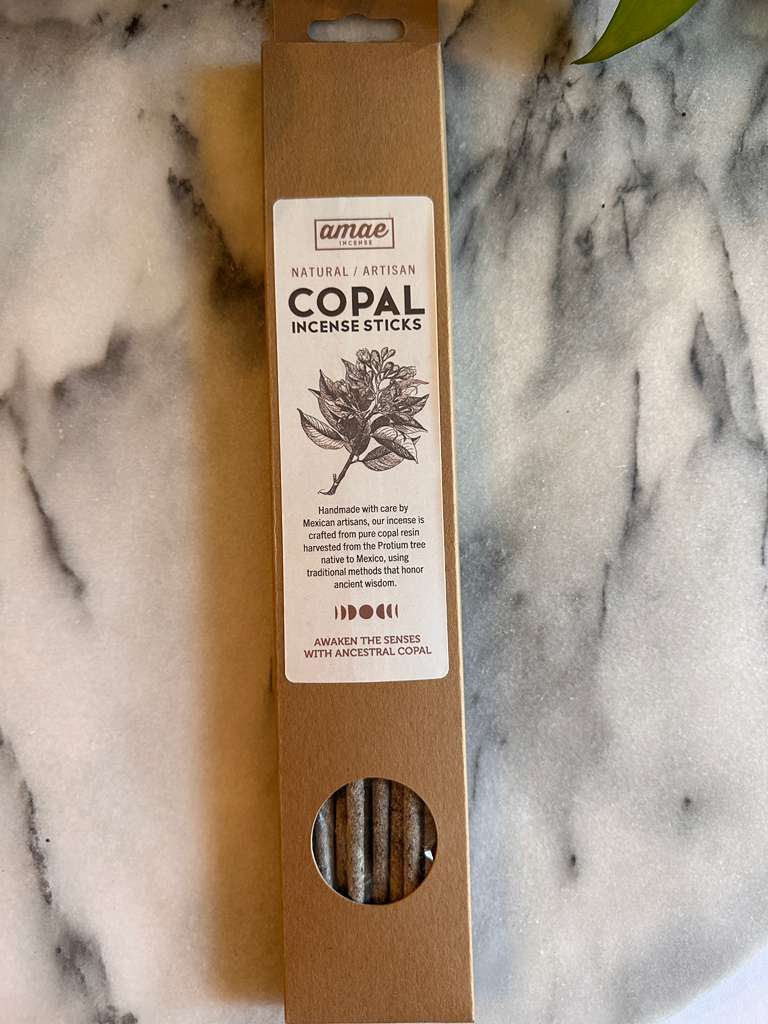 amae
INCENSE
NATURAL / ARTISAN
COPAL
INCENSE STICKS
Handmade with care by
Mexican artisans, our incense is
crafted from pure copal resin
harvested from the Protium tree
native to Mexico, using
traditional methods that honor
ancient wisdom.
AWAKEN THE SENSES
WITH ANCESTRAL COPAL